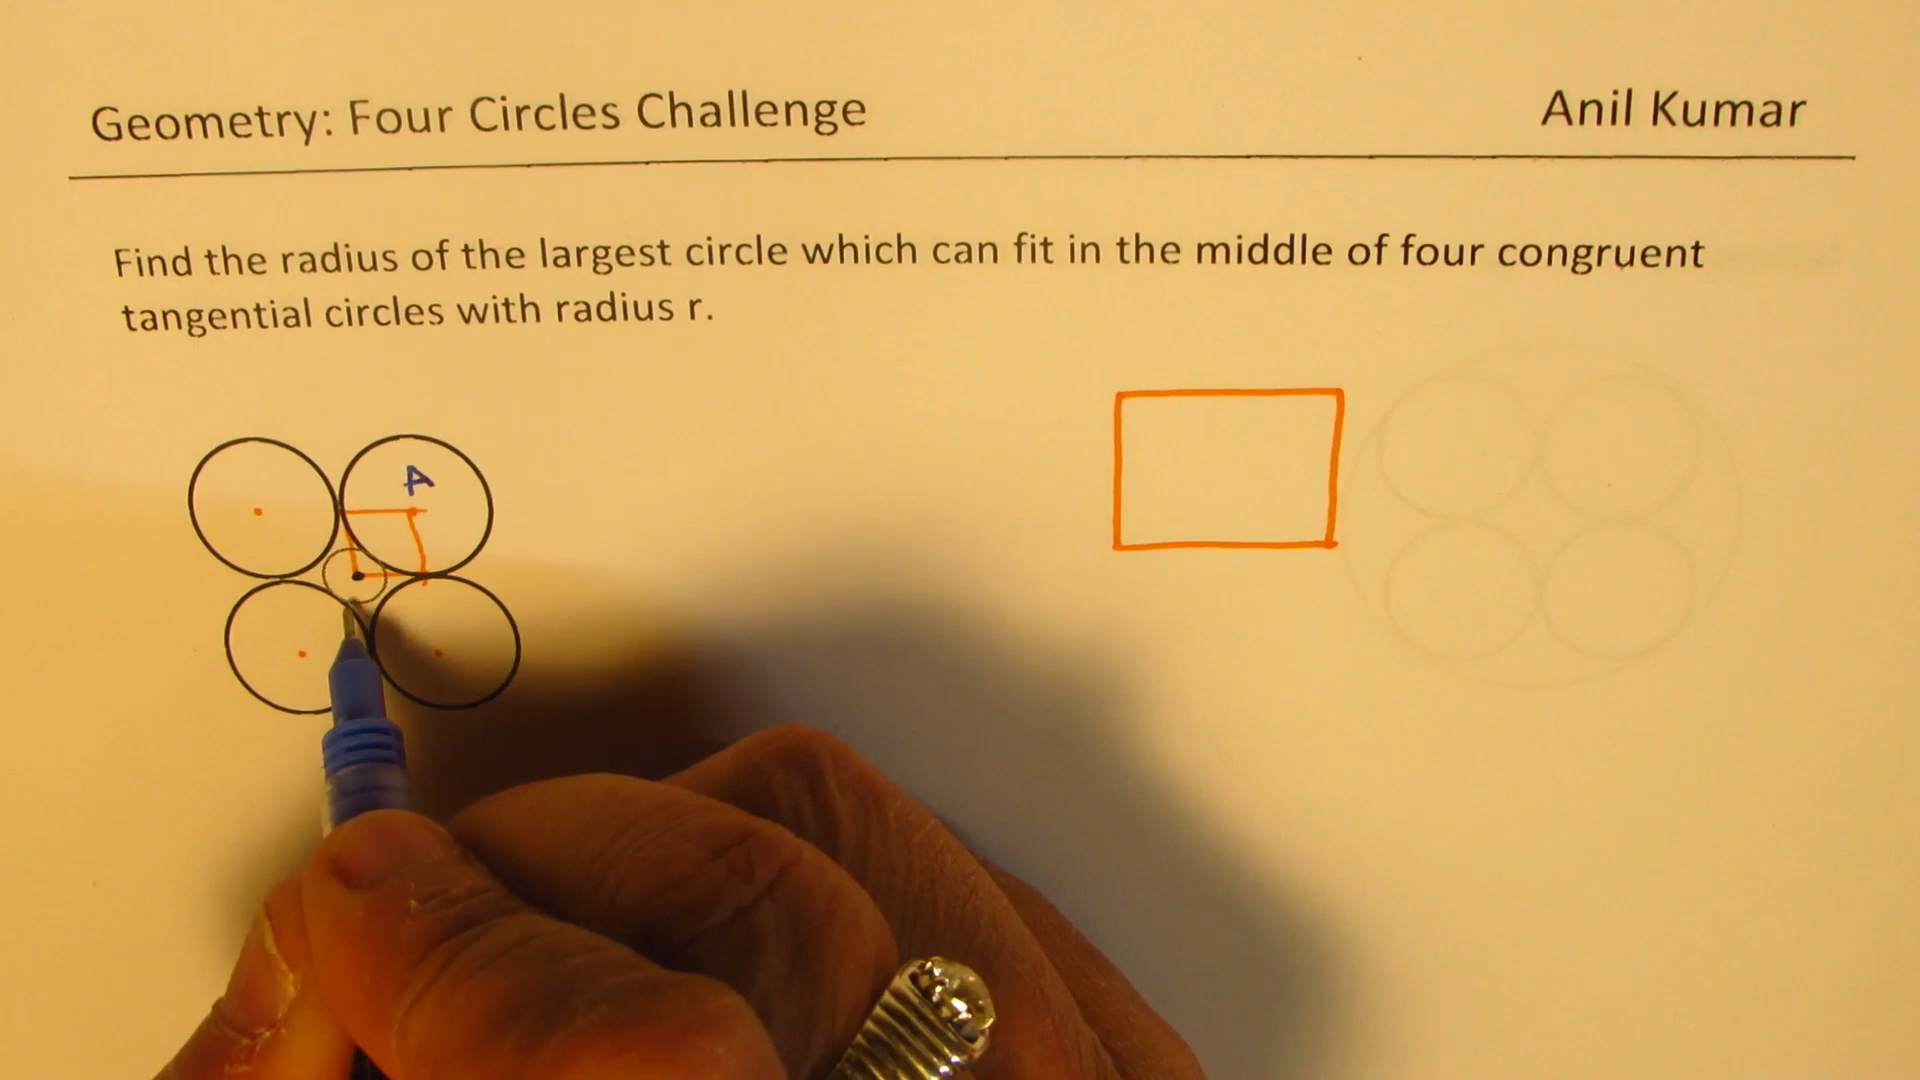 Geometry: Four Circles Challenge Anil Kumar
Find the radius of the largest circle which can fit in the middle of four congruent
tangential circles with radius r.
A